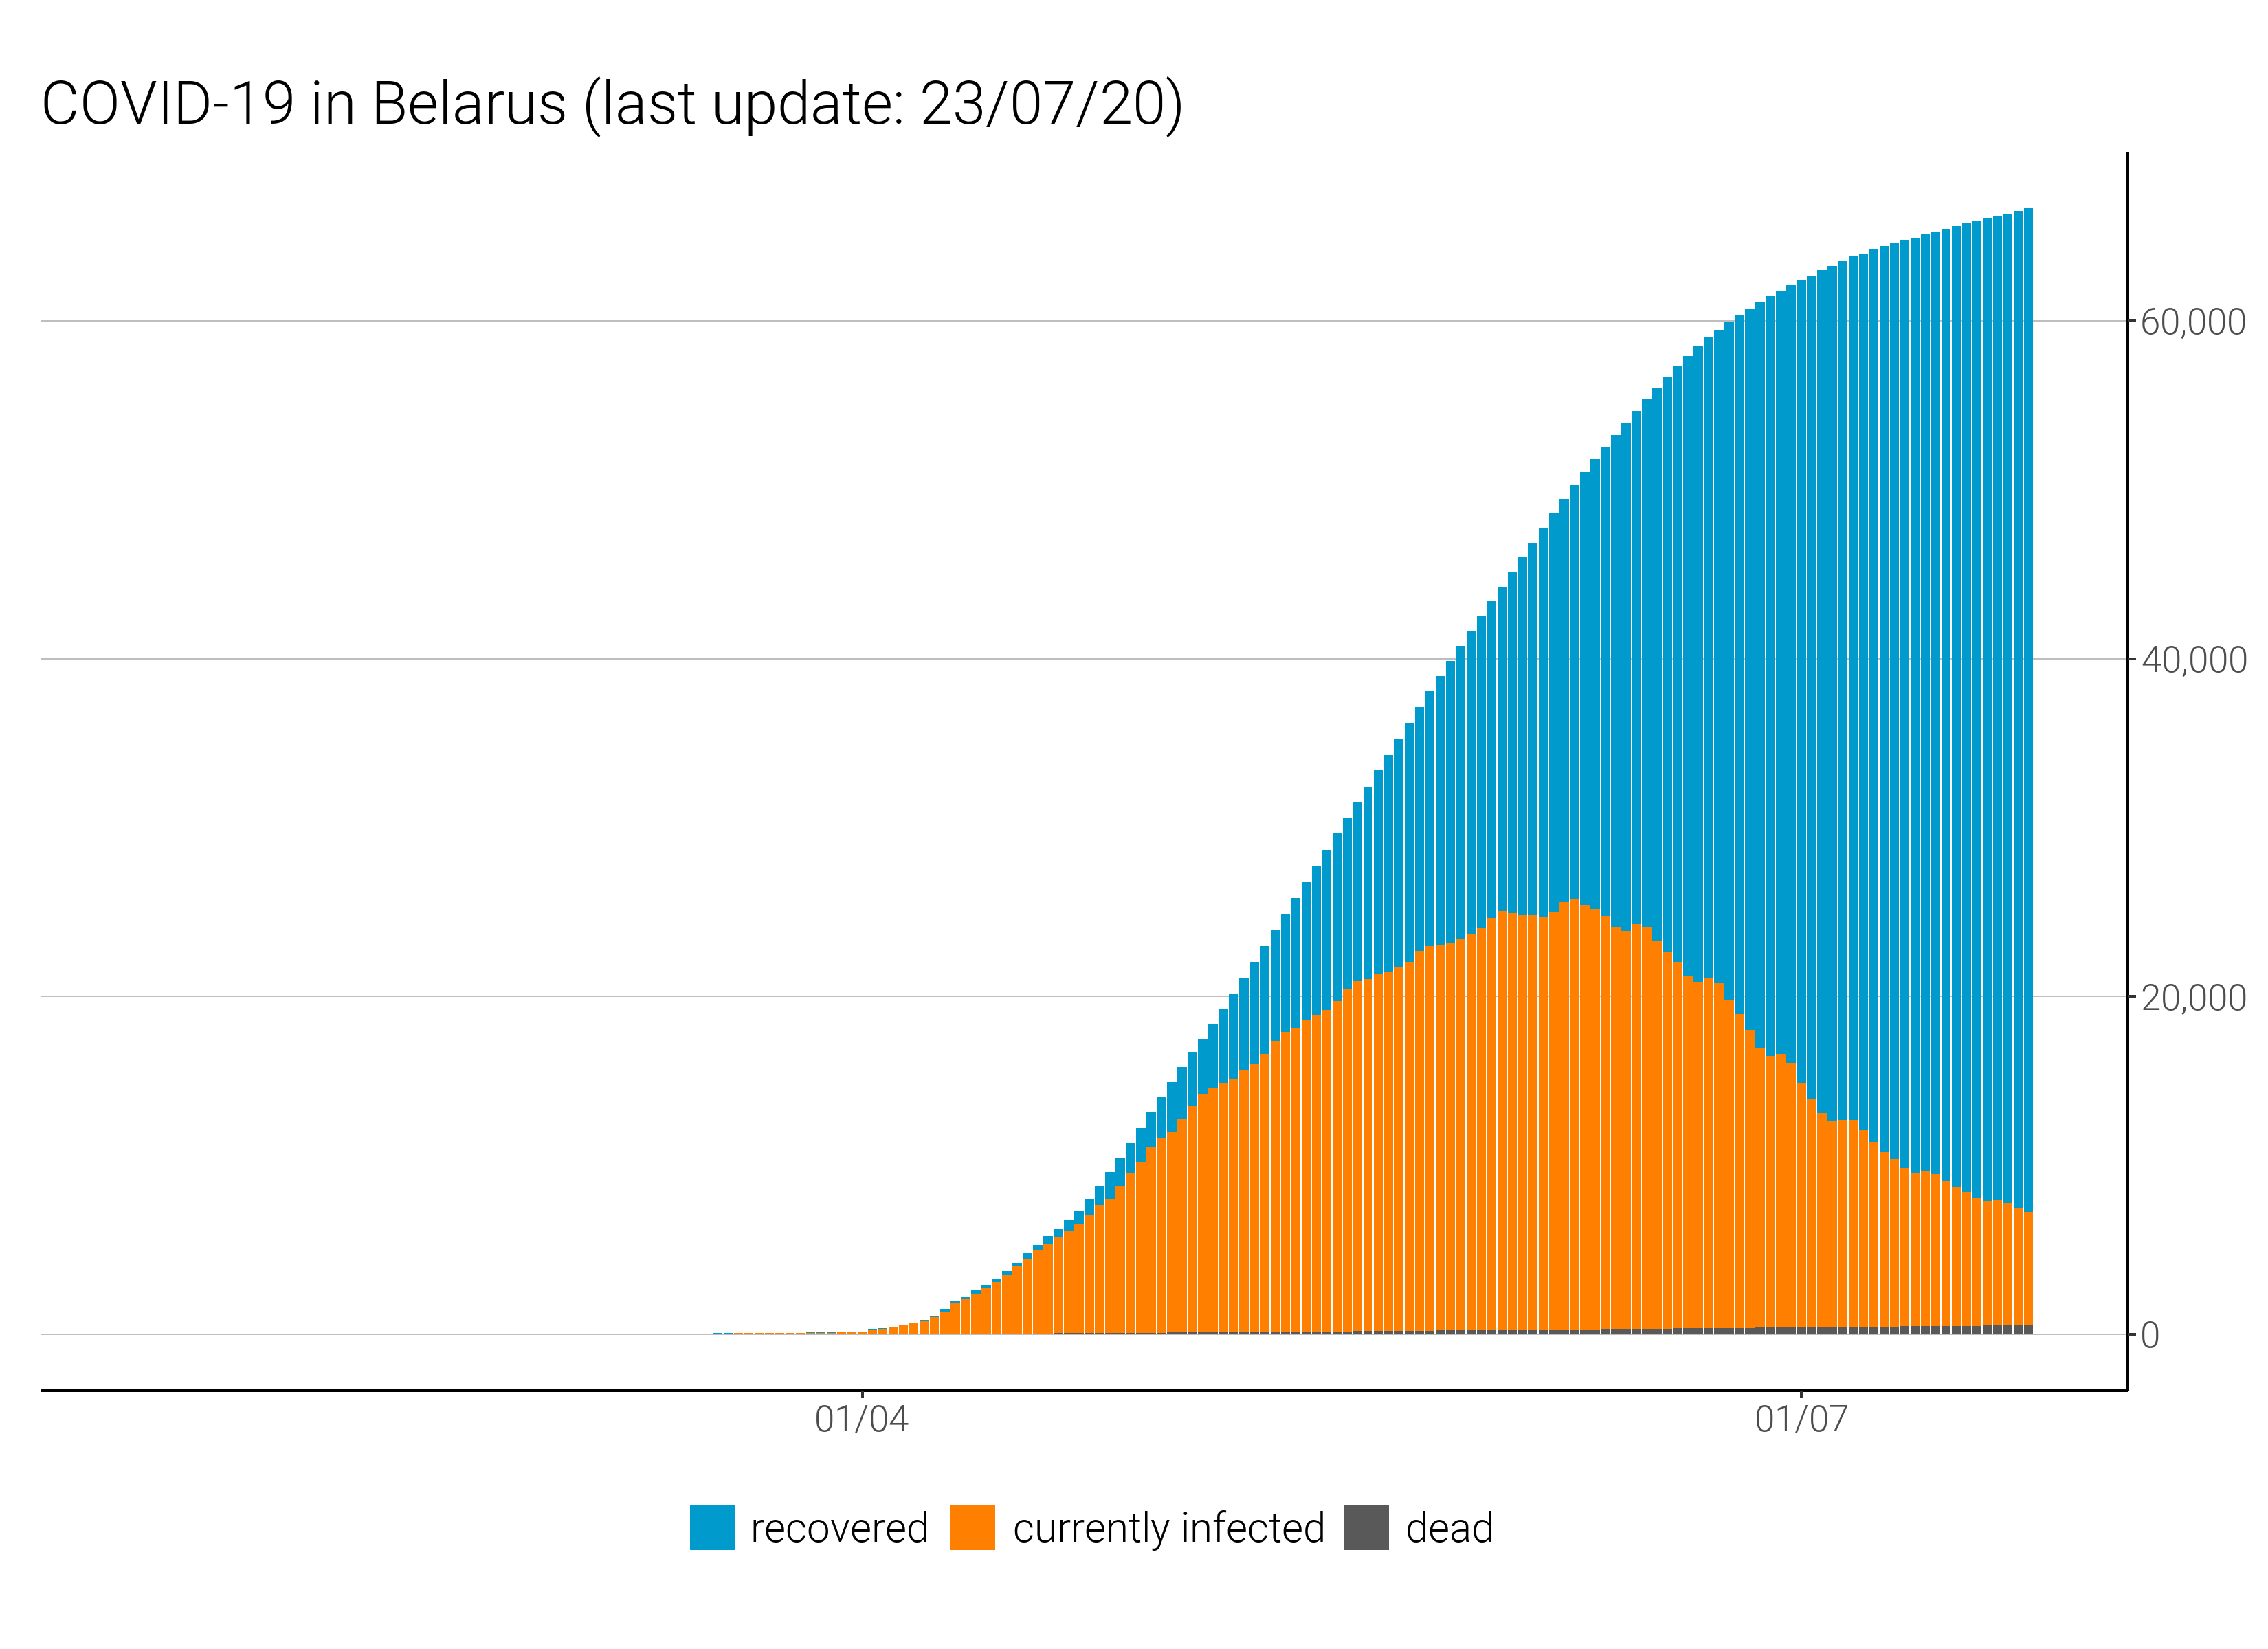 COVID-19 in Belarus (last update: 23/07/20)
60,000
40,000
20,000
0
01/04 01/07
recovered currently infected dead